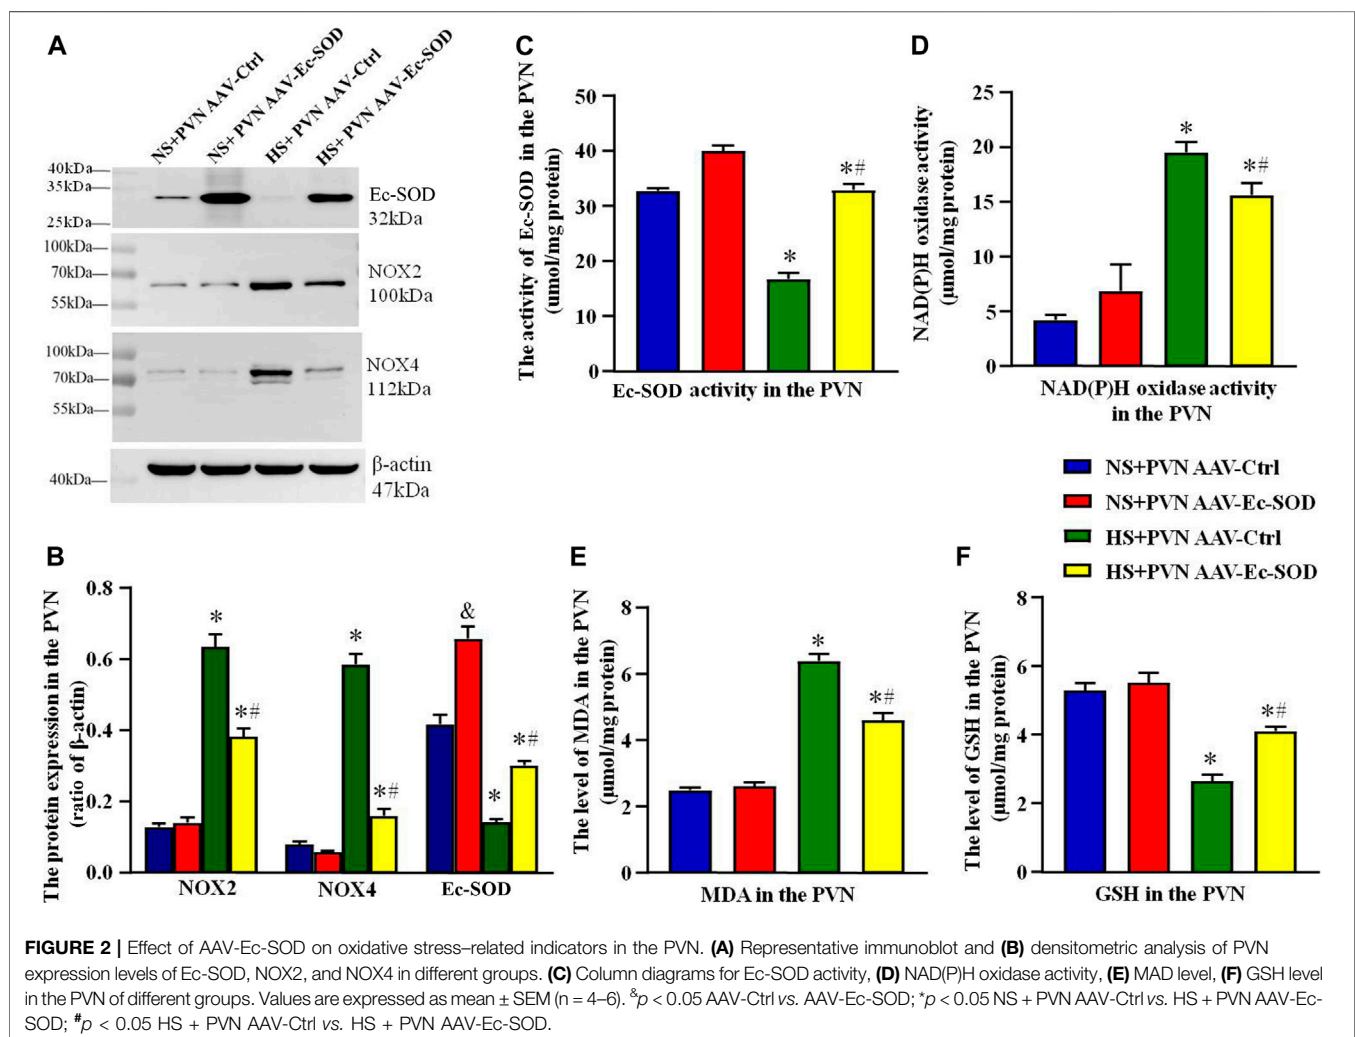 A
NS+PVN AAV-Ctrl
NS+ PVN AAV-Ec-SOD
HS+ PVN AAV-Ctrl
HS+ PVN AAV-Ec-SOD
40kDa
35kDa
25kDa
Ec-SOD
32kDa
100kDa
70kDa
55kDa
NOX2
100kDa
100kDa
70kDa
55kDa
NOX4
112kDa
40kDa
β-actin
47kDa
C
The activity of Ec-SOD in the PVN
(umol/mg protein)
50
40
30
20
10
0
*
*#
Ec-SOD activity in the PVN
D
NAD(P)H oxidase activity
(μmol/mg protein)
25
20
15
10
5
0
*
*#
NAD(P)H oxidase activity
in the PVN
NS+PVN AAV-Ctrl
NS+PVN AAV-Ec-SOD
HS+PVN AAV-Ctrl
HS+PVN AAV-Ec-SOD
B
The protein expression in the PVN
(ratio of β-actin)
0.8
0.6
0.4
0.2
0.0
*
*#
*
*#
&
*
*#
NOX2
NOX4
Ec-SOD
E
The level of MDA in the PVN
(μmol/mg protein)
8
6
4
2
0
*
*#
MDA in the PVN
F
The level of GSH in the PVN
(μmol/mg protein)
8
6
4
2
0
*
*#
GSH in the PVN
FIGURE 2 | Effect of AAV-Ec-SOD on oxidative stress–related indicators in the PVN. (A) Representative immunoblot and (B) densitometric analysis of PVN
expression levels of Ec-SOD, NOX2, and NOX4 in different groups. (C) Column diagrams for Ec-SOD activity, (D) NAD(P)H oxidase activity, (E) MAD level, (F) GSH level
in the PVN of different groups. Values are expressed as mean ± SEM (n = 4–6). &p < 0.05 AAV-Ctrl vs. AAV-Ec-SOD; *p < 0.05 NS + PVN AAV-Ctrl vs. HS + PVN AAV-Ec-
SOD; #p < 0.05 HS + PVN AAV-Ctrl vs. HS + PVN AAV-Ec-SOD.